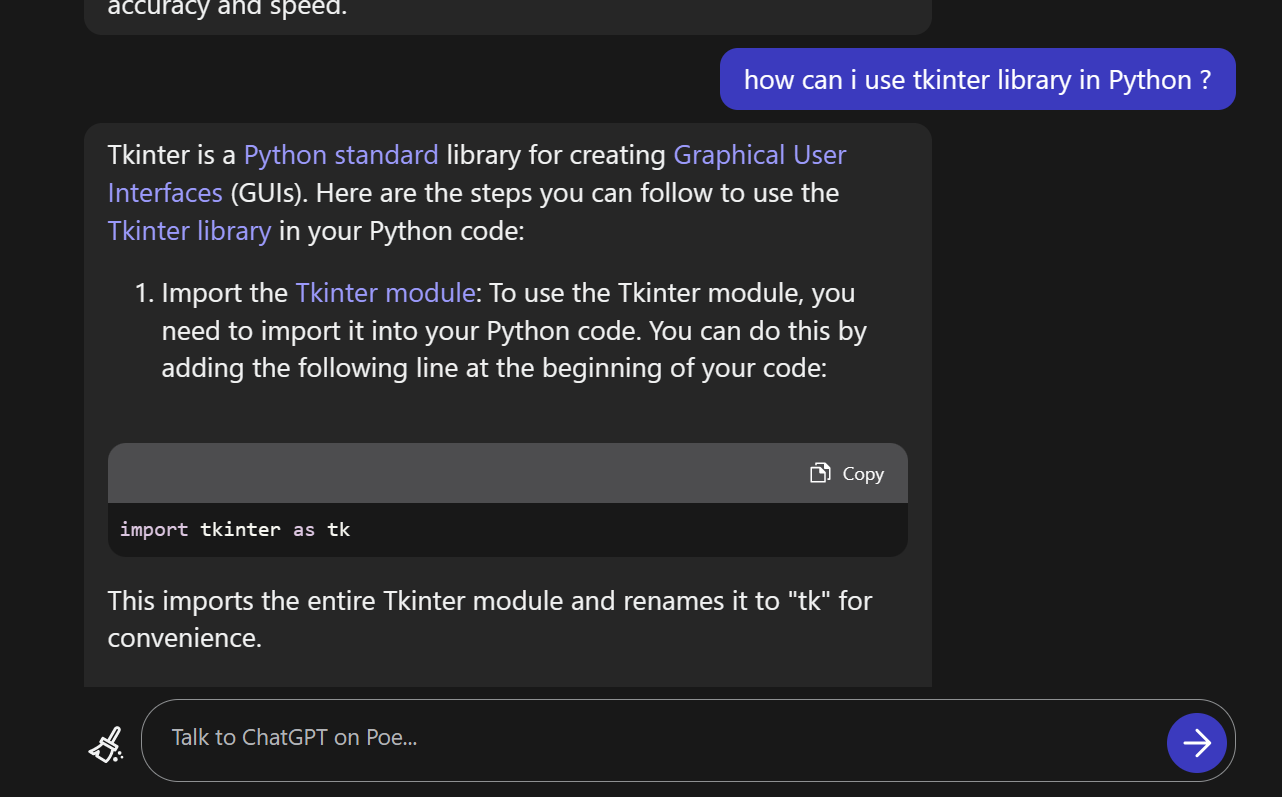 accuracy and speed.
how can i use tkinter library in Python ?
Tkinter is a Python standard library for creating Graphical User
Interfaces (GUIs). Here are the steps you can follow to use the
Tkinter library in your Python code:
1. Import the Tkinter module: To use the Tkinter module, you
need to import it into your Python code. You can do this by
adding the following line at the beginning of your code:
Copy
import tkinter as tk
This imports the entire Tkinter module and renames it to "tk" for
convenience.
Talk to ChatGPT on Poe...